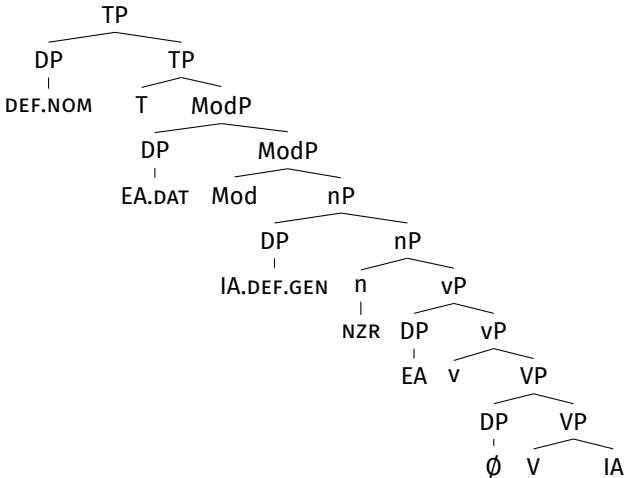 TP
DP TP
DEF.NOM T ModP
DP ModP
EA.DAT Mod nP
DP nP
IA.DEF.GEN n vP
NZR DP vP
EA v VP
DP VP
Ø V IA